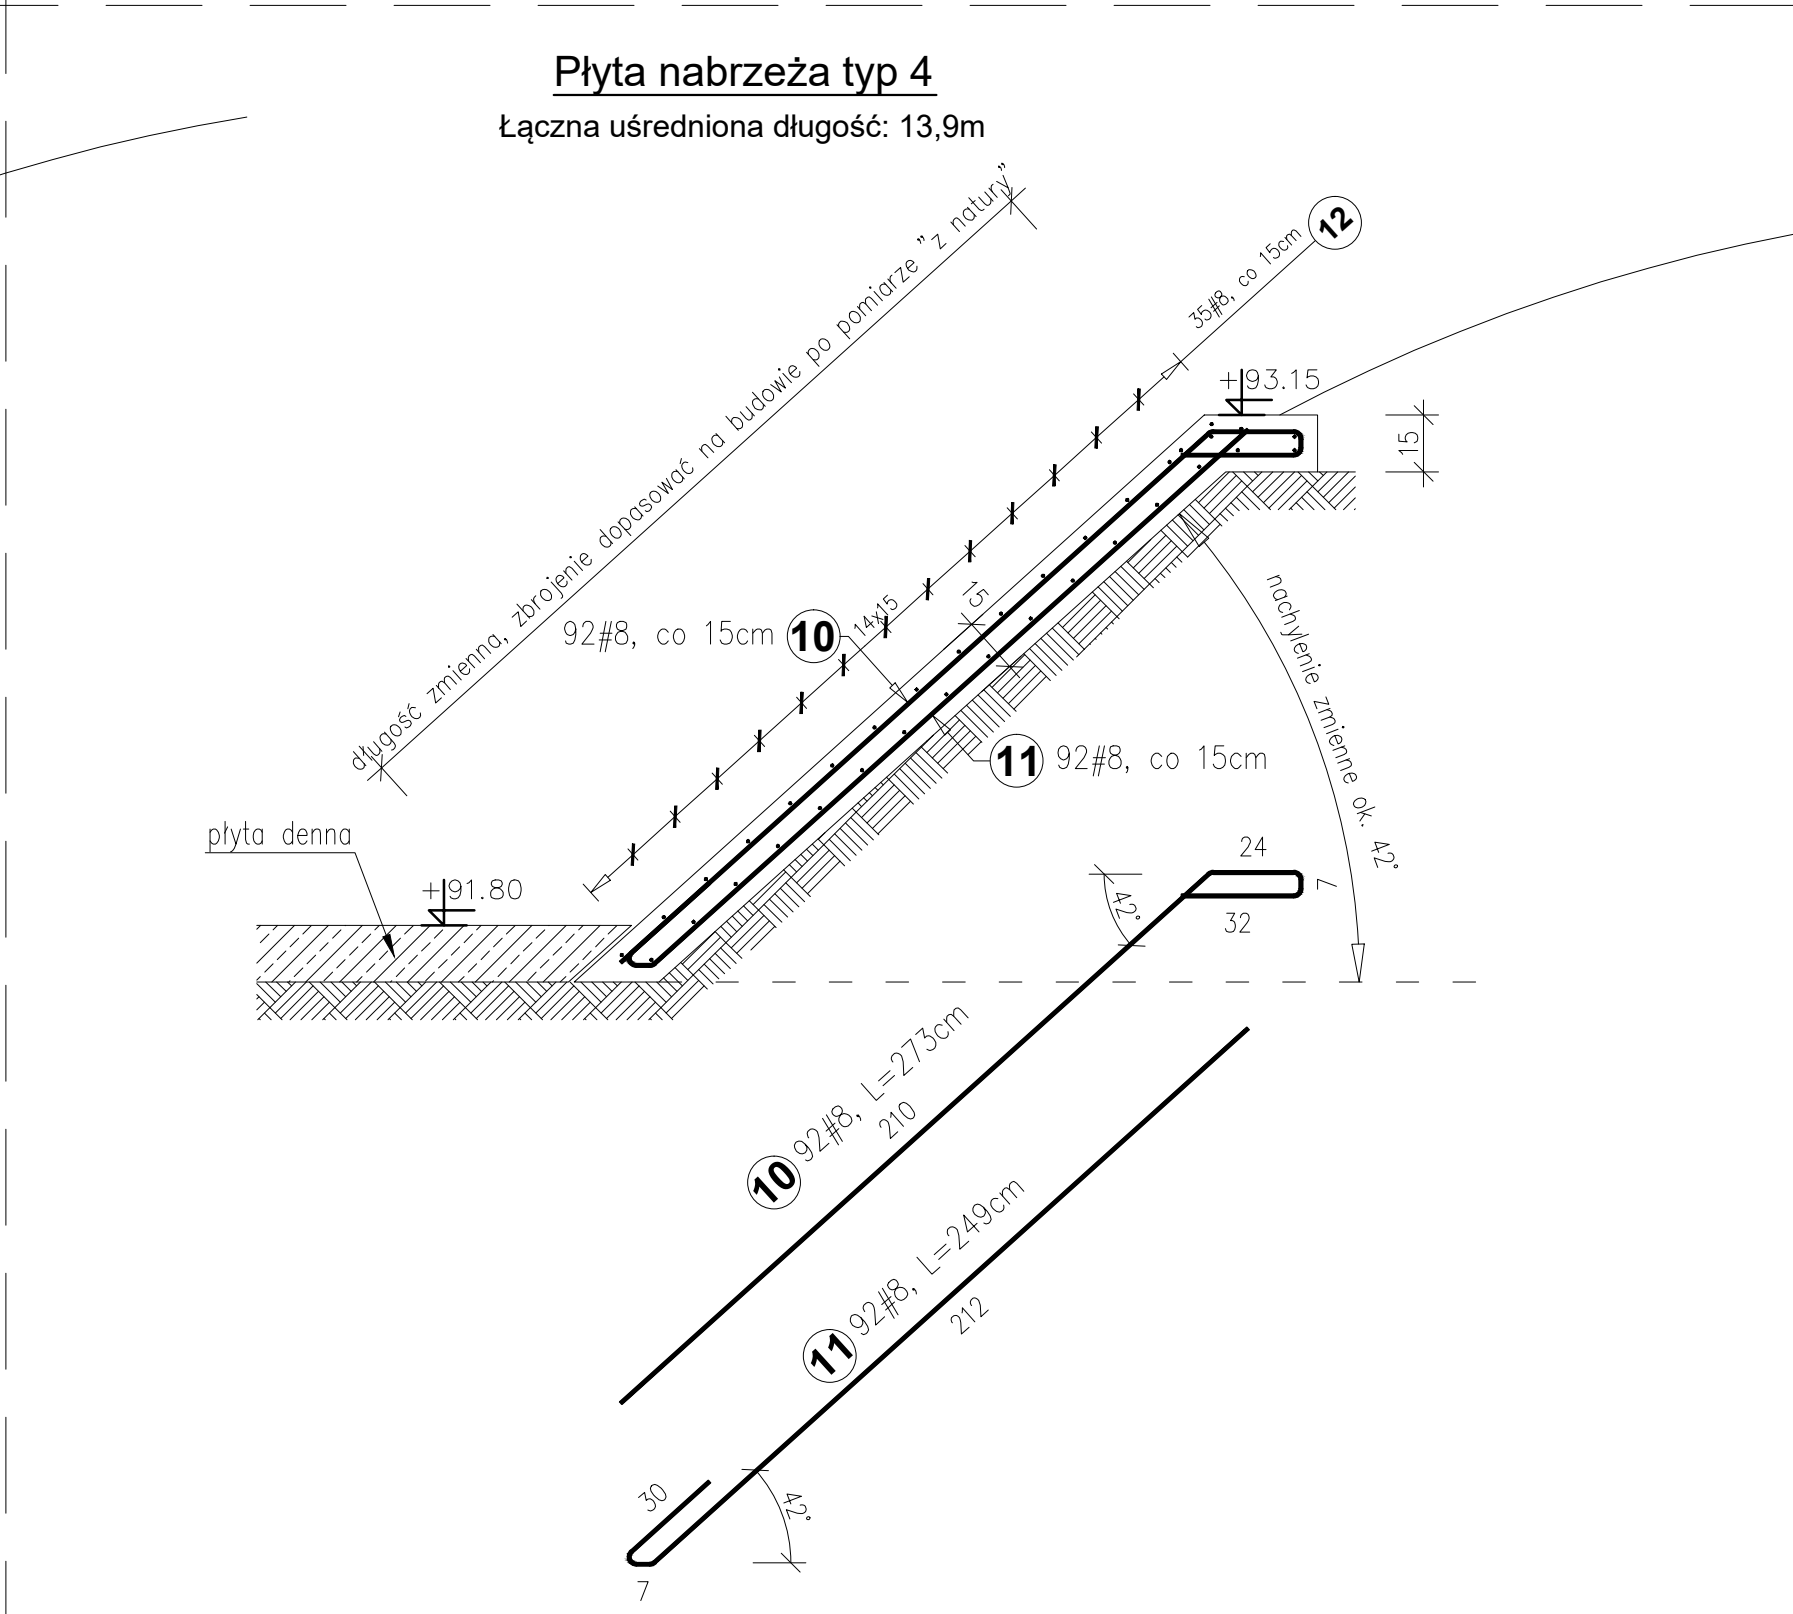 Płyta nabrzeża typ 4
Łączna uśredniona długość: 13,9m
długość zmienna, zbrojenie dopasować na budowie po pomiarze "z natury"
35#8, co 15cm
12
+93.15
15
14x15
15
92#8, co 15cm
10
11
92#8, co 15cm
nachylenie zmienne ok. 42°
płyta denna
+91.80
24
7
42°
32
10
92#8, L=273cm
210
11
92#8, L=249cm
212
30
42°
7